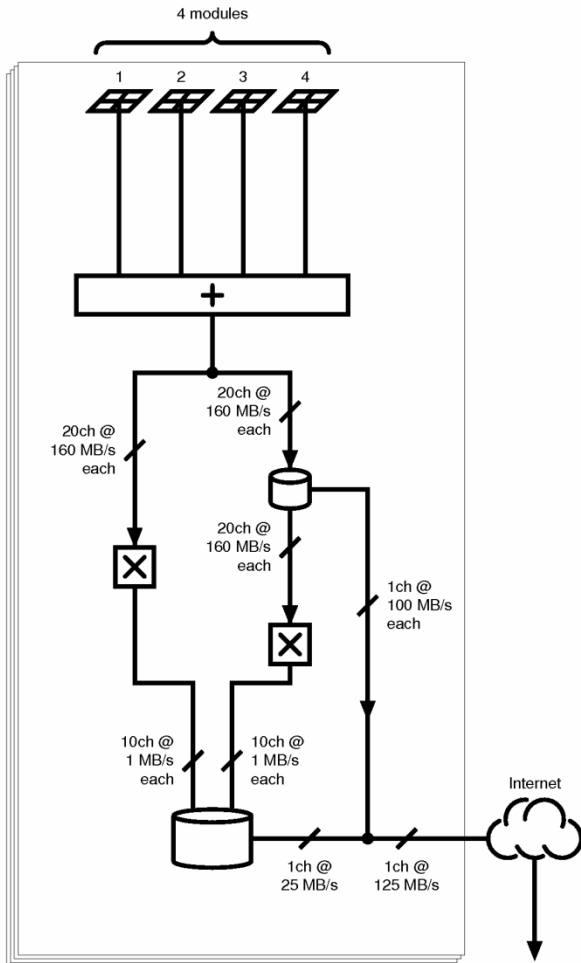 4 modules
1 2 3 4
+
20ch @
160 MB/s
each
20ch @
160 MB/s
each
20ch @
160 MB/s
each
1ch @
100 MB/s
each
10ch @
1 MB/s
each
10ch @
1 MB/s
each
Internet
1ch @
25 MB/s
1ch @
125 MB/s